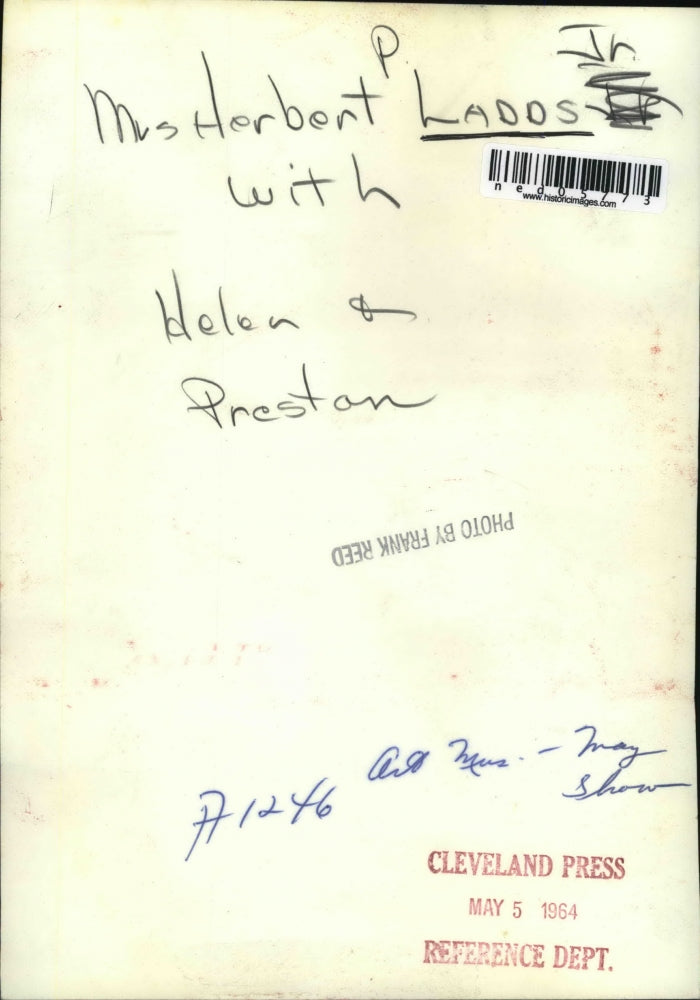 Mrs Herbert P. LADDS Jr.
with
Helen &
Preston
ned05773
www.historicimages.com
PHOTO BY FRANK REED
Art Mus. - May
Show
A1246
CLEVELAND PRESS
MAY 5 1964
REFERENCE DEPT.